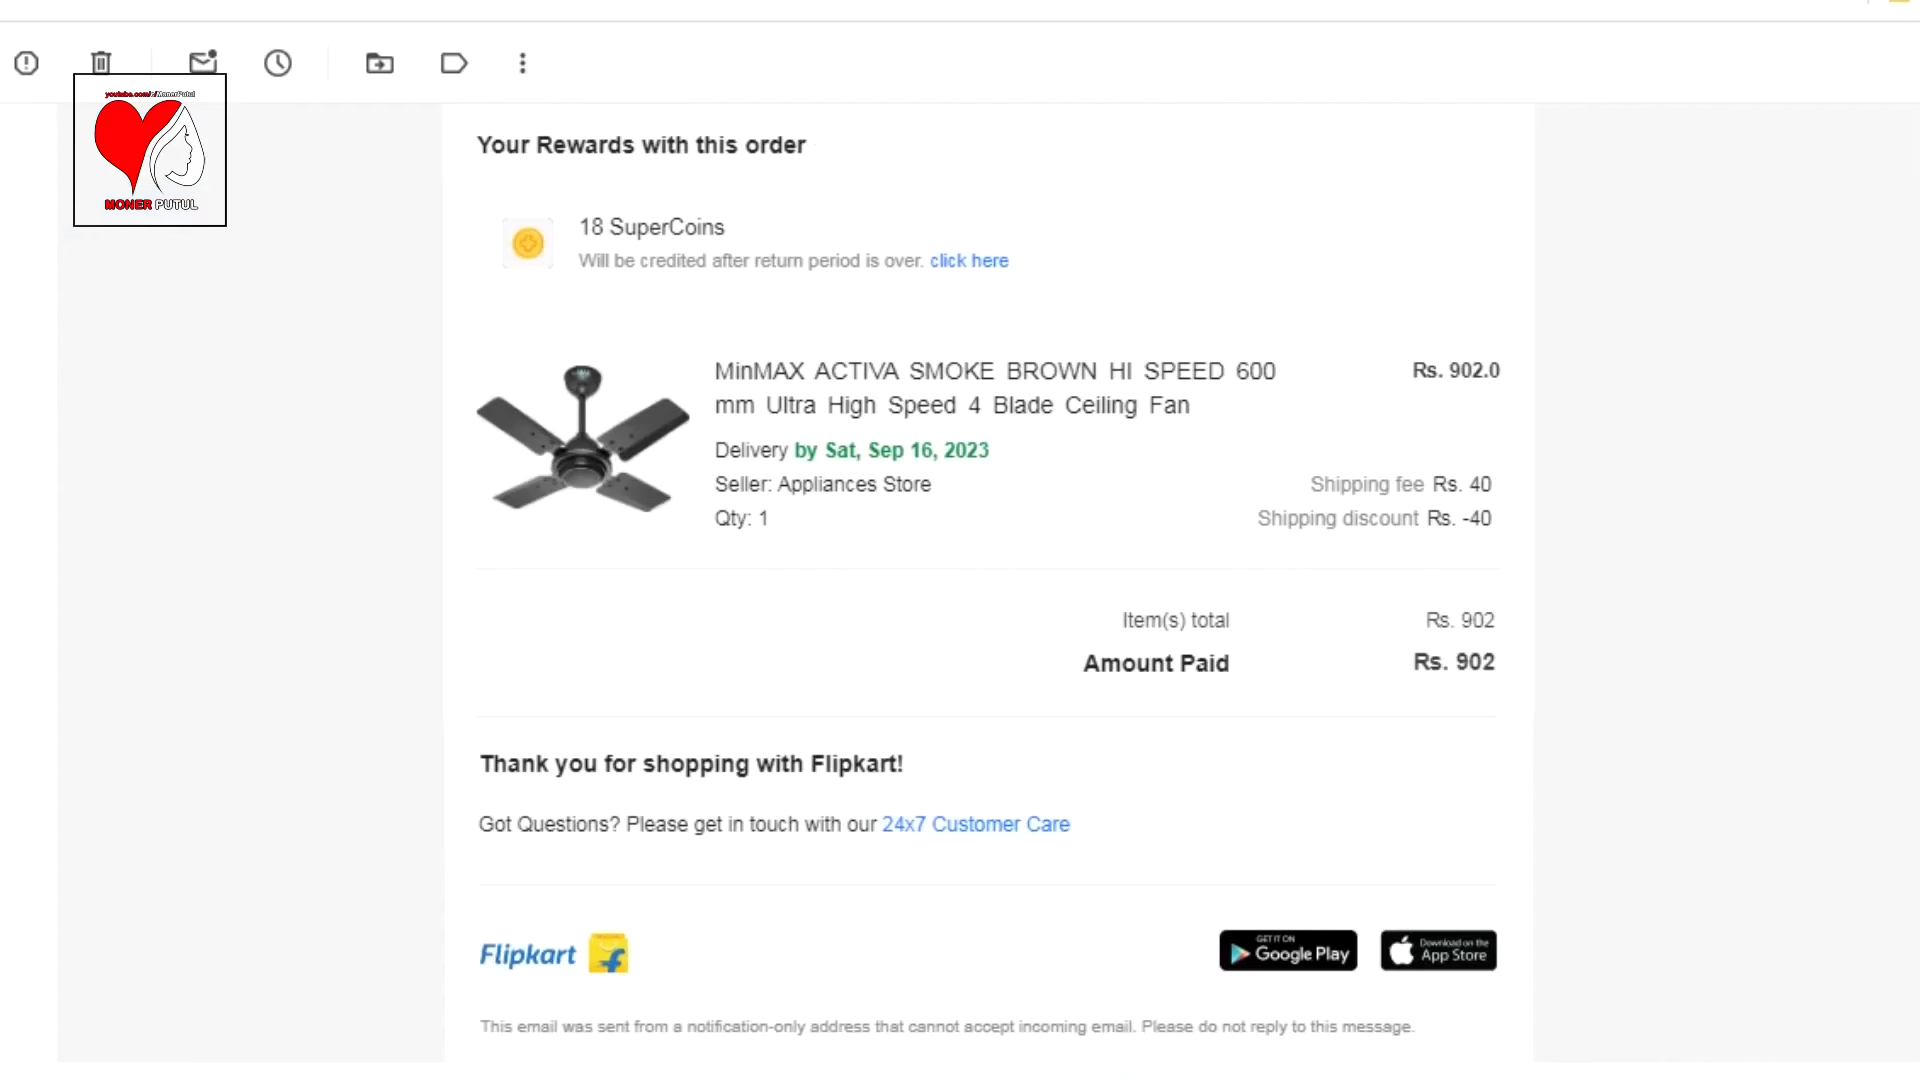 youtube.com/c/MonerPutul
MONER PUTUL
Your Rewards with this order
18 SuperCoins
Will be credited after return period is over. click here
MinMAX ACTIVA SMOKE BROWN HI SPEED 600 Rs. 902.0
mm Ultra High Speed 4 Blade Ceiling Fan
Delivery by Sat, Sep 16, 2023
Seller: Appliances Store Shipping fee Rs. 40
Qty: 1 Shipping discount Rs. -40
Item(s) total Rs. 902
Amount Paid Rs. 902
Thank you for shopping with Flipkart!
Got Questions? Please get in touch with our 24x7 Customer Care
Flipkart
GET IT ON
Google Play
Download on the
App Store
This email was sent from a notification-only address that cannot accept incoming email. Please do not reply to this message.